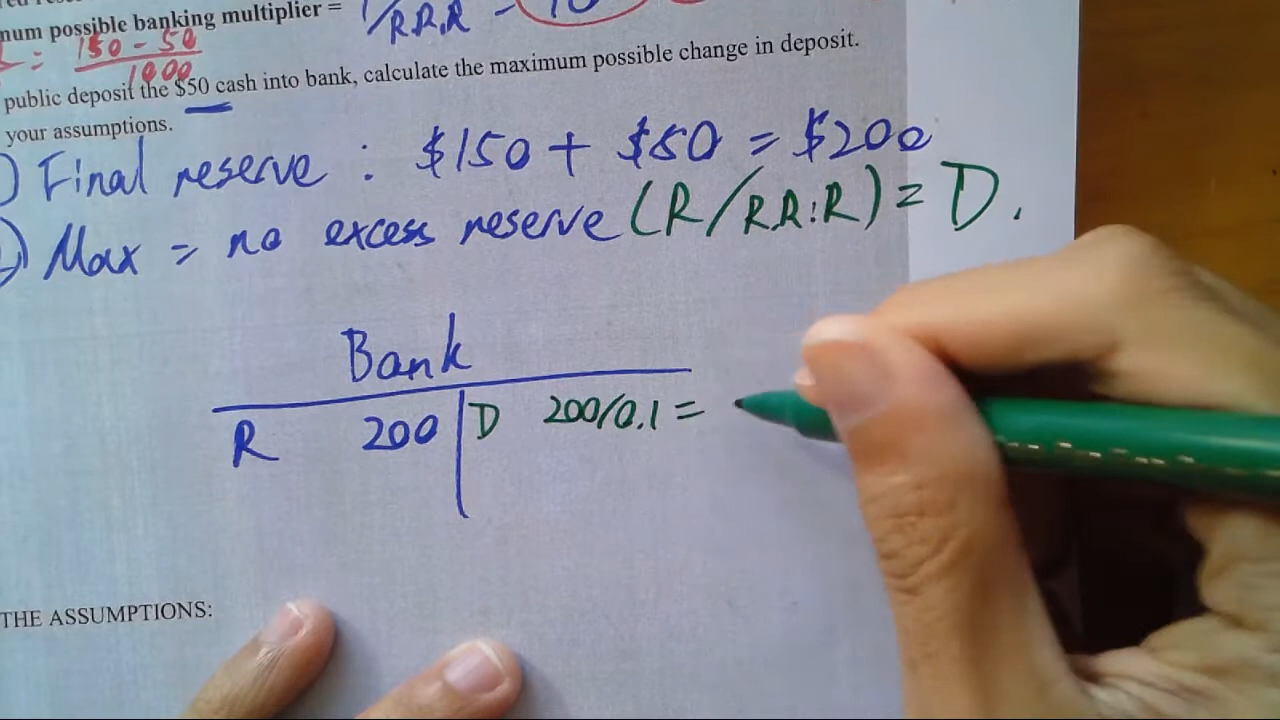 num possible banking multiplier = 1/R.R.R = 10
= 150 - 50
1000
public deposit the $50 cash into bank, calculate the maximum possible change in deposit.
your assumptions.
) Final reserve : $150 + $50 = $200
) Max = no excess reserve (R/R.R.R) = D.
Bank
R 200 D 200/0.1 =
THE ASSUMPTIONS: